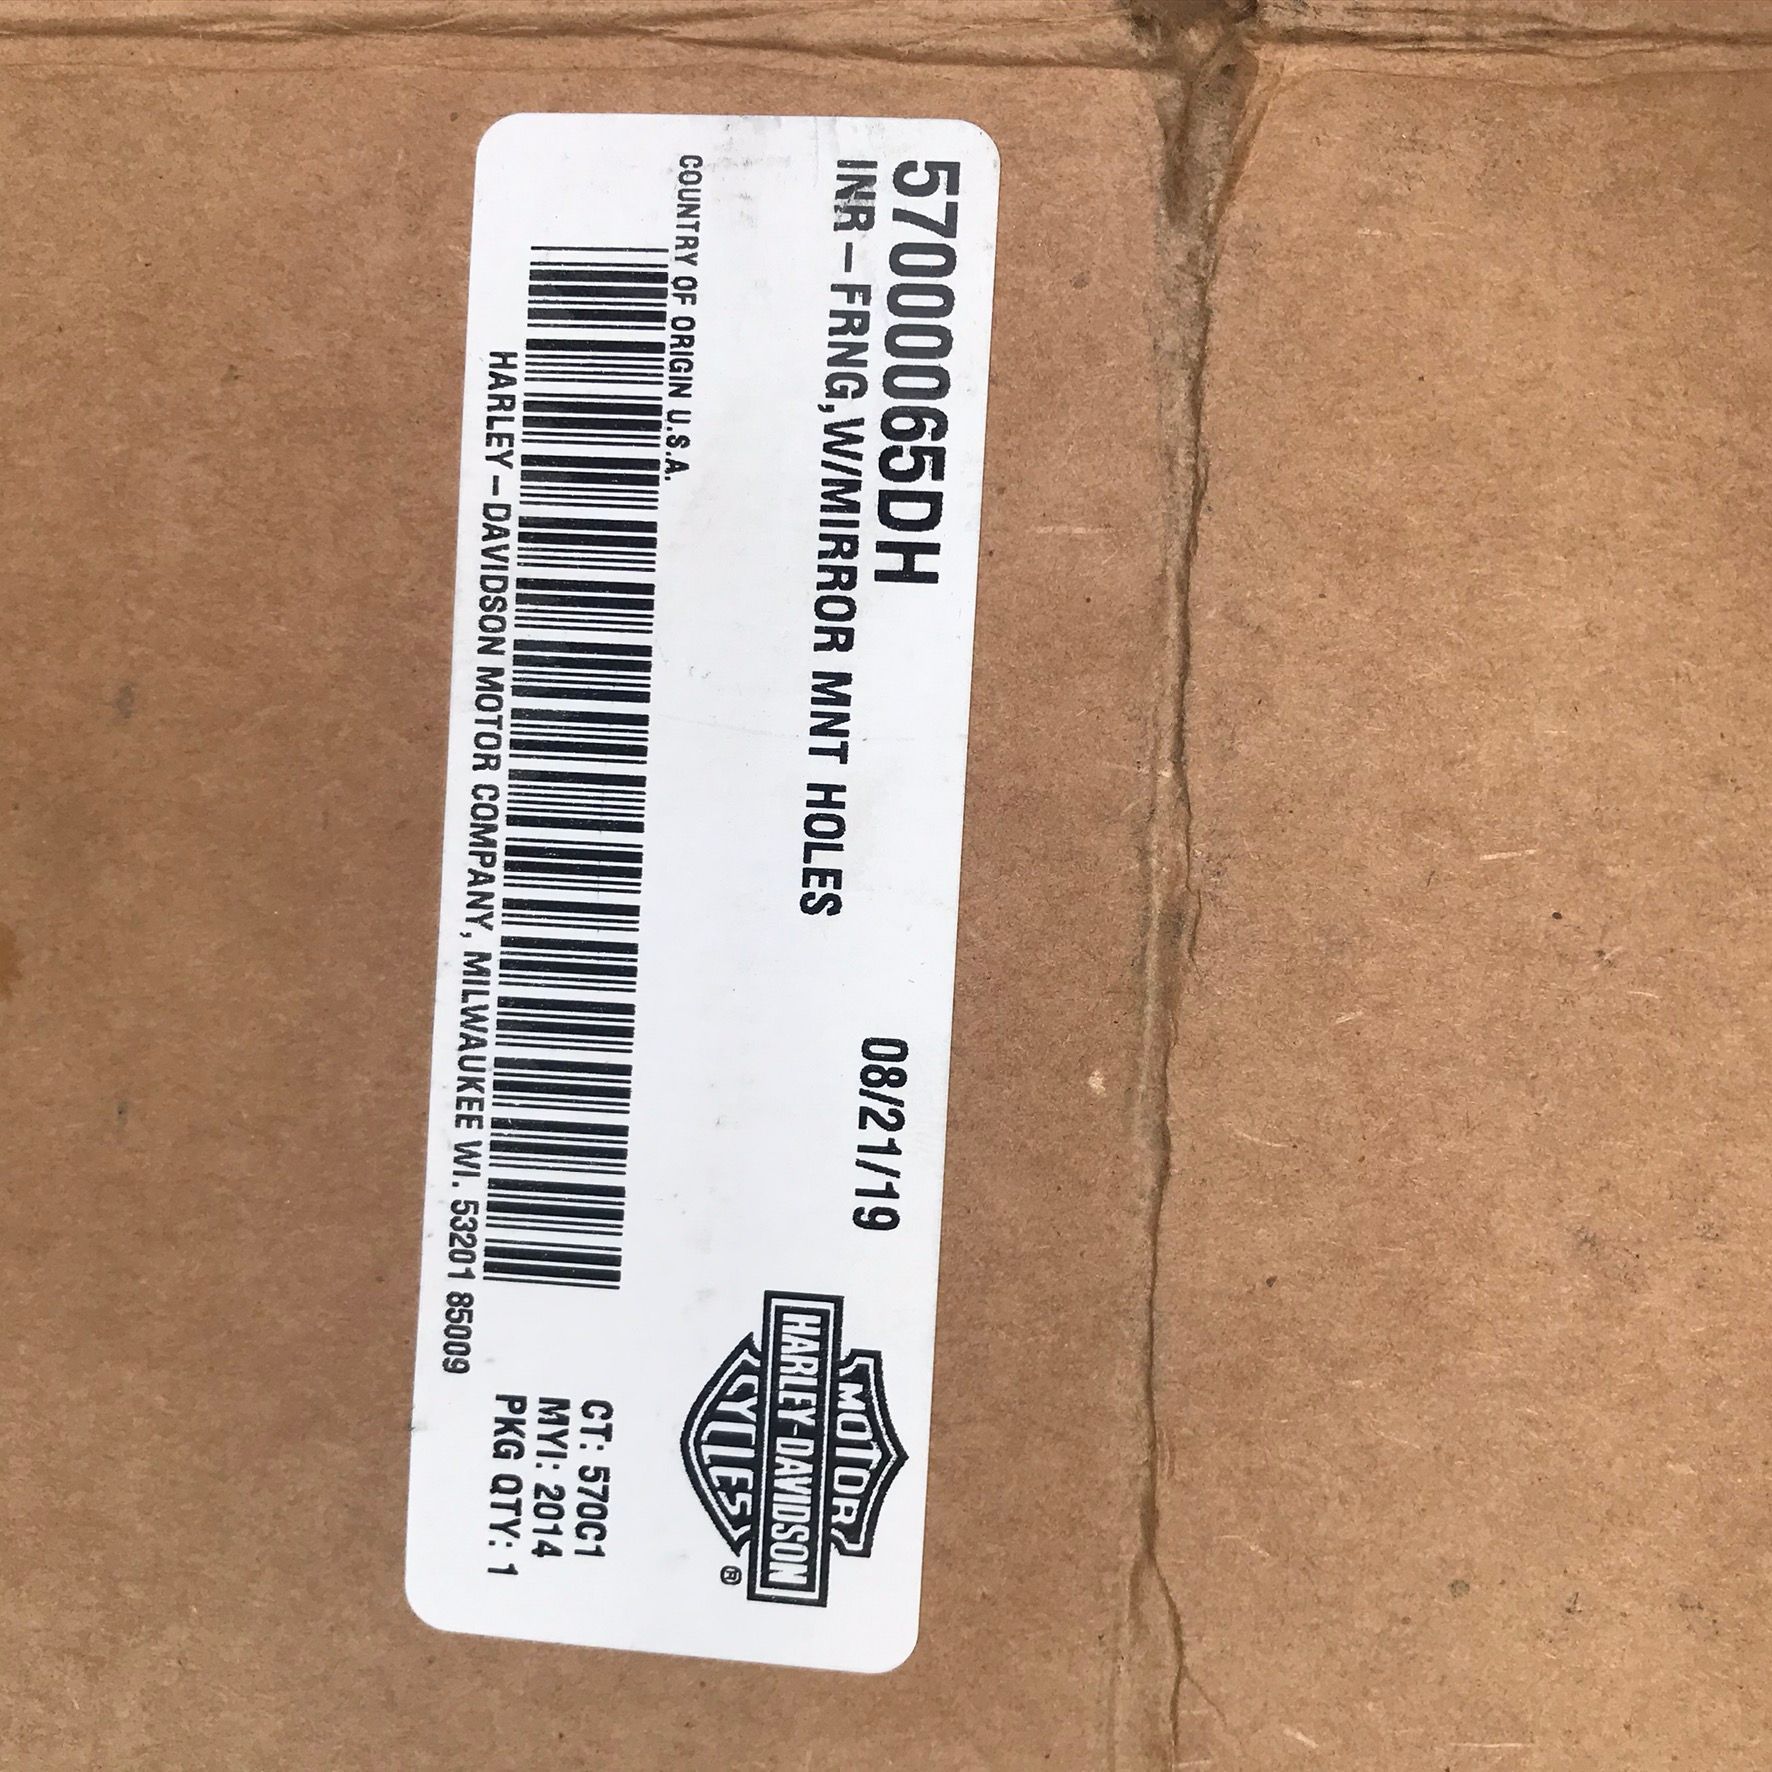 57000065DH
INR-FRNG,W/MIRROR MNT HOLES
08/21/19
COUNTRY OF ORIGIN U.S.A.
HARLEY-DAVIDSON MOTOR COMPANY, MILWAUKEE WI. 53201 85009
MOTOR
HARLEY-DAVIDSON
CYCLES
®
CT: 570C1
MYI: 2014
PKG QTY: 1